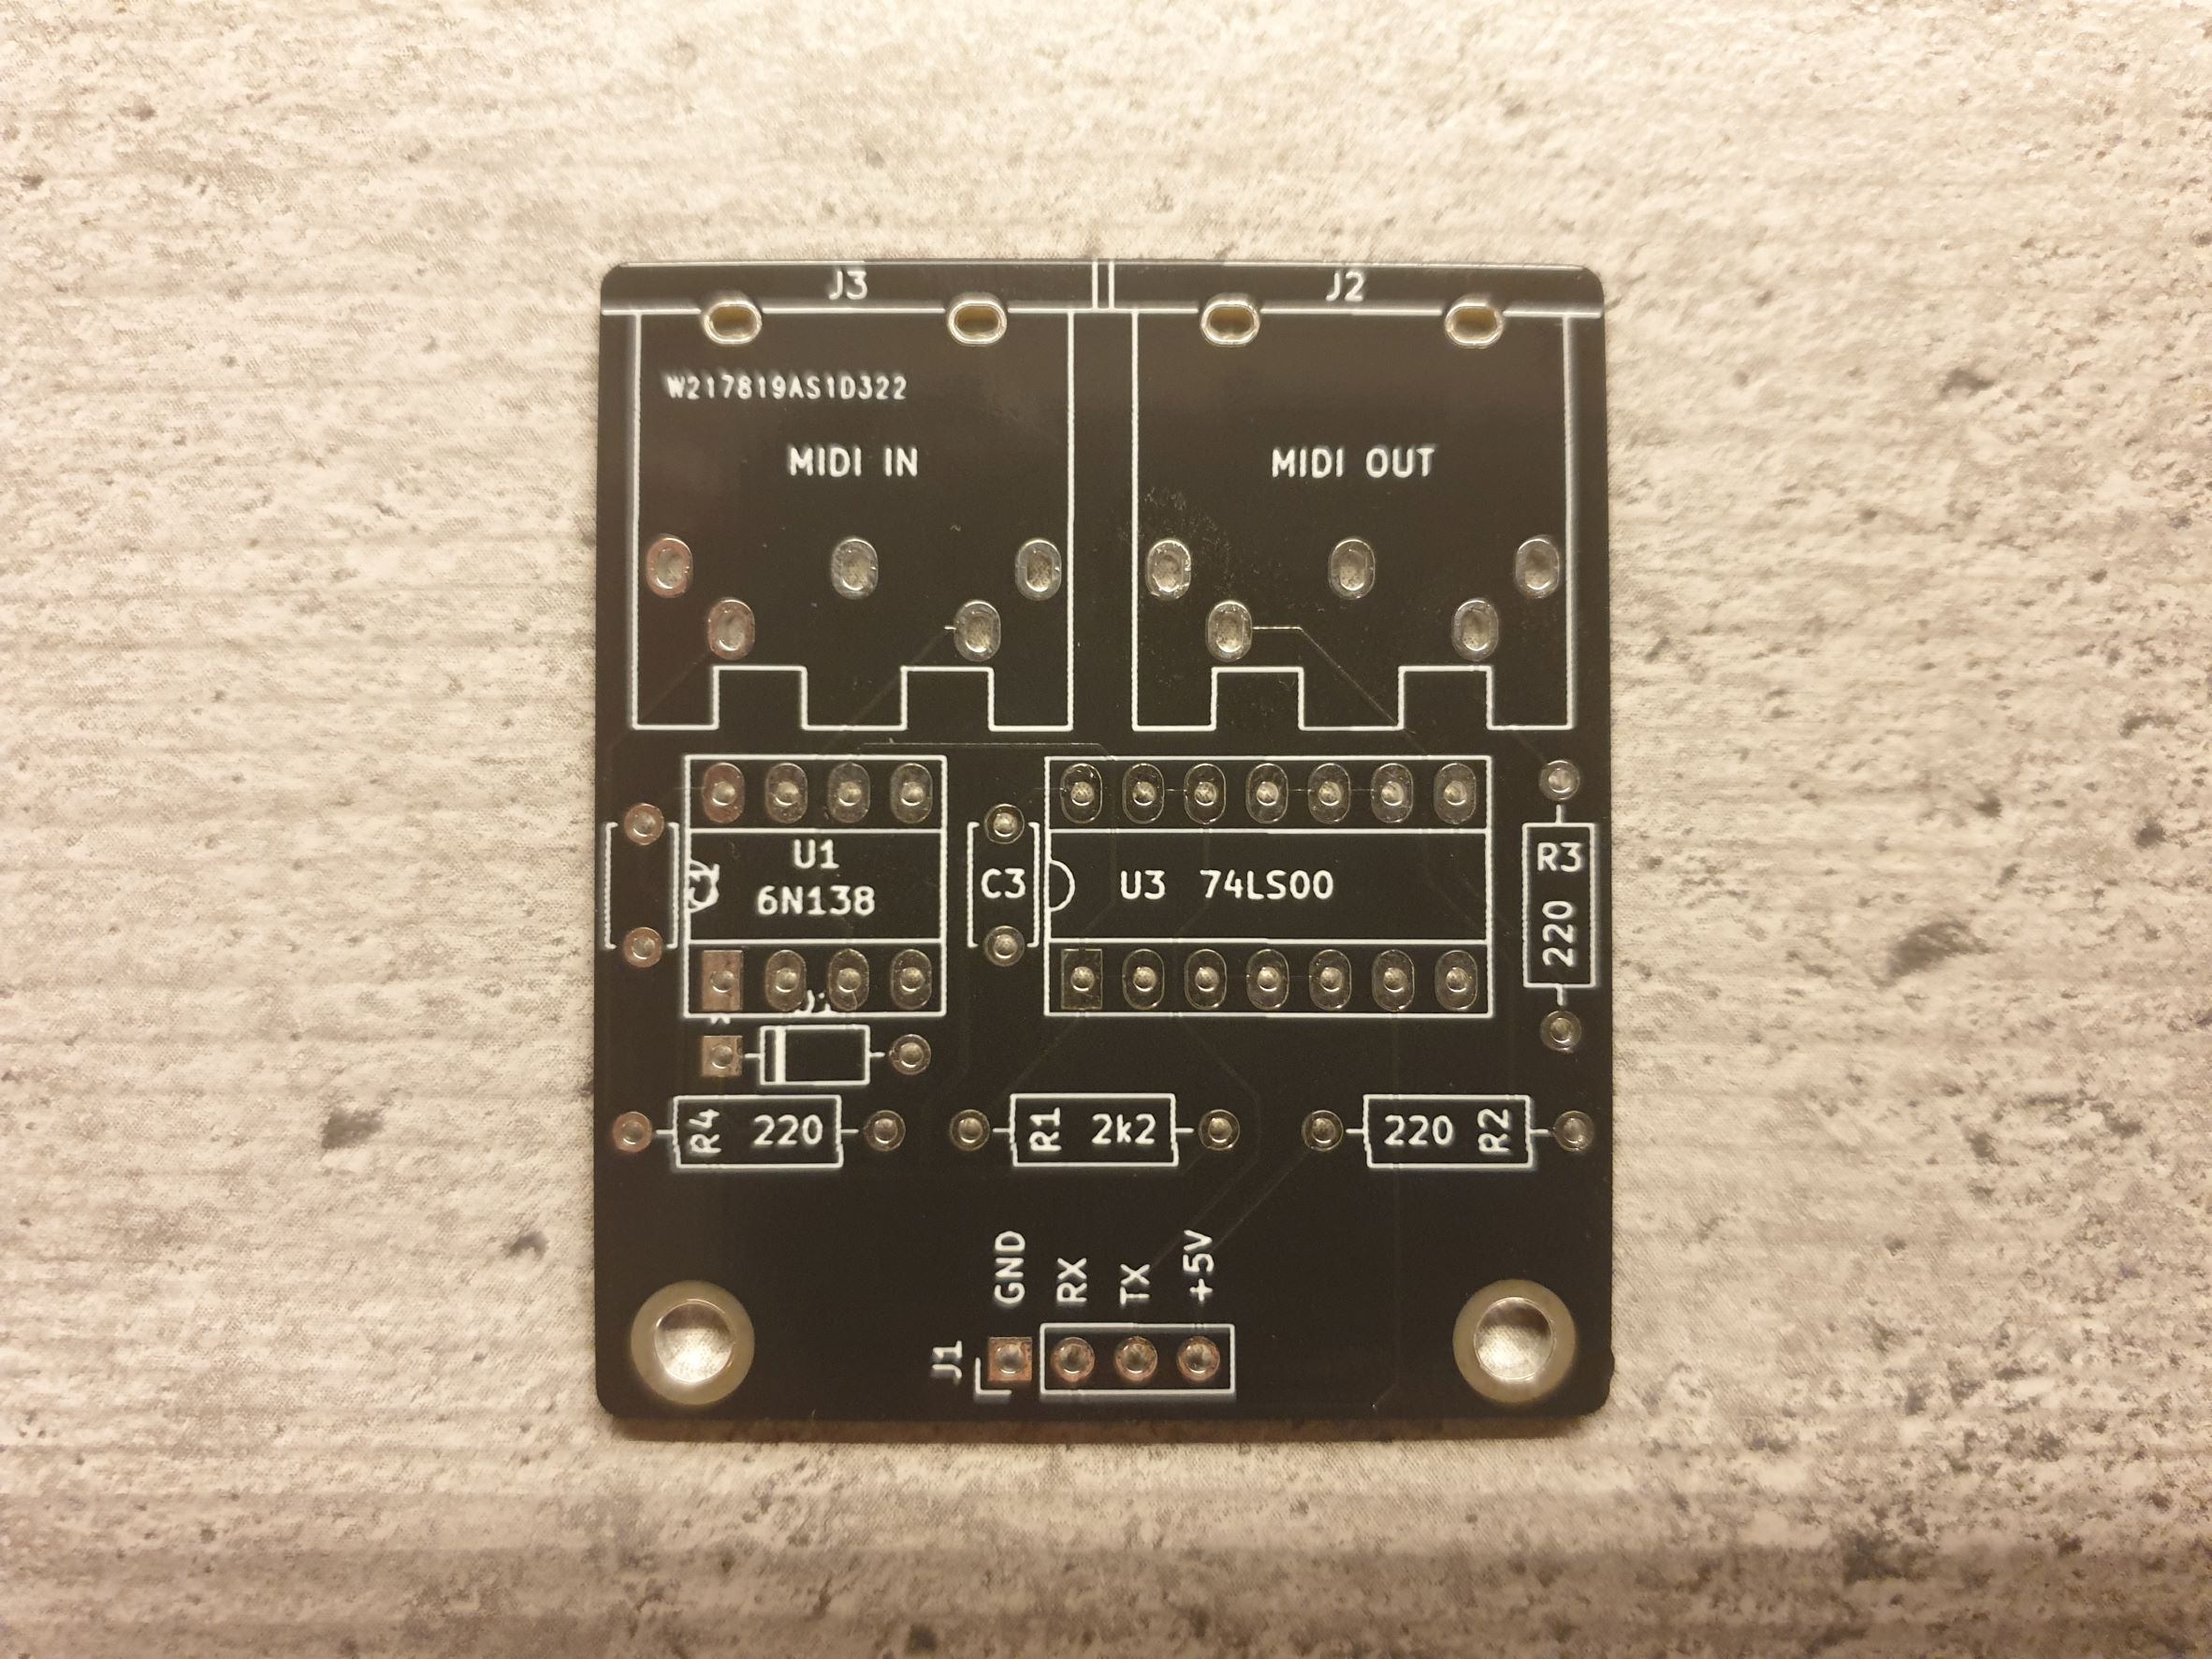 J3
J2
W217819AS1D322
MIDI IN
MIDI OUT
U1
6N138
C3
U3 74LS00
R3
220
R4 220
R1 2k2
220 R2
GND
RX
TX
+5V
J1